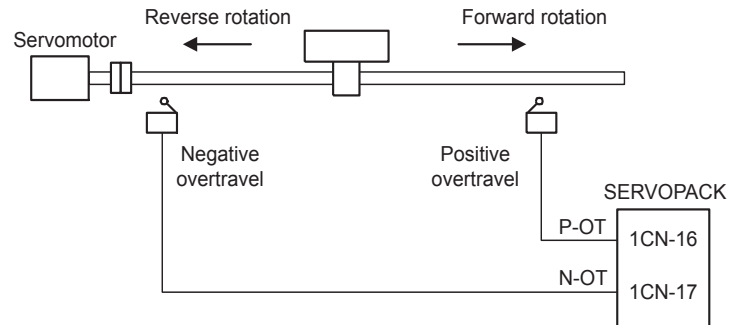 Reverse rotation
Forward rotation
Servomotor
Negative
overtravel
Positive
overtravel
SERVOPACK
P-OT
1CN-16
N-OT
1CN-17